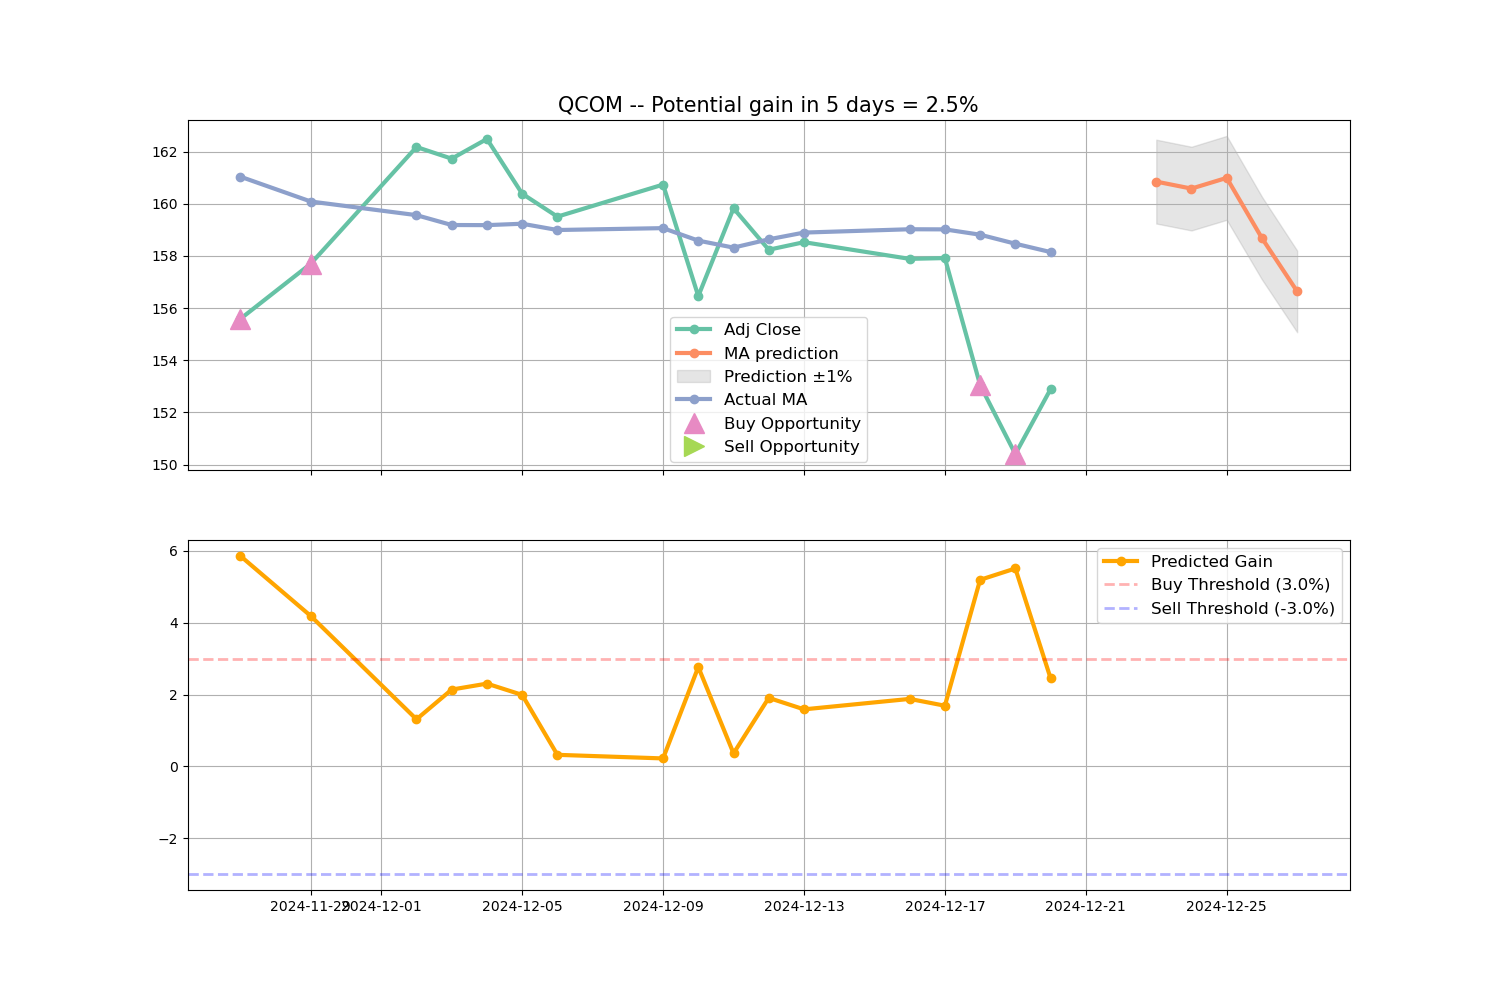 QCOM -- Potential gain in 5 days = 2.5%
162
160
158
156
154
152
150
Adj Close
MA prediction
Prediction ±1%
Actual MA
Buy Opportunity
Sell Opportunity
6
4
2
0
−2
Predicted Gain
Buy Threshold (3.0%)
Sell Threshold (-3.0%)
2024-11-29 2024-12-01 2024-12-05 2024-12-09 2024-12-13 2024-12-17 2024-12-21 2024-12-25